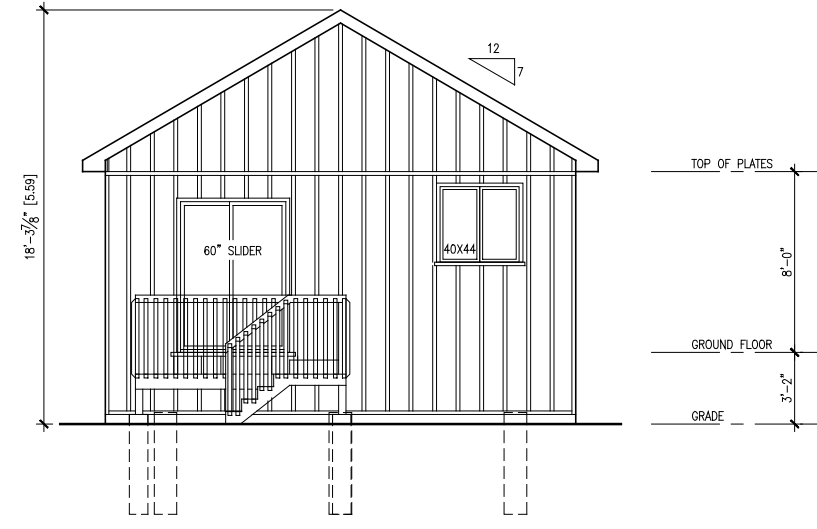 12
7
TOP OF PLATES
18'-3⅞" [5.59]
60" SLIDER
40X44
8'-0"
GROUND FLOOR
3'-2"
GRADE